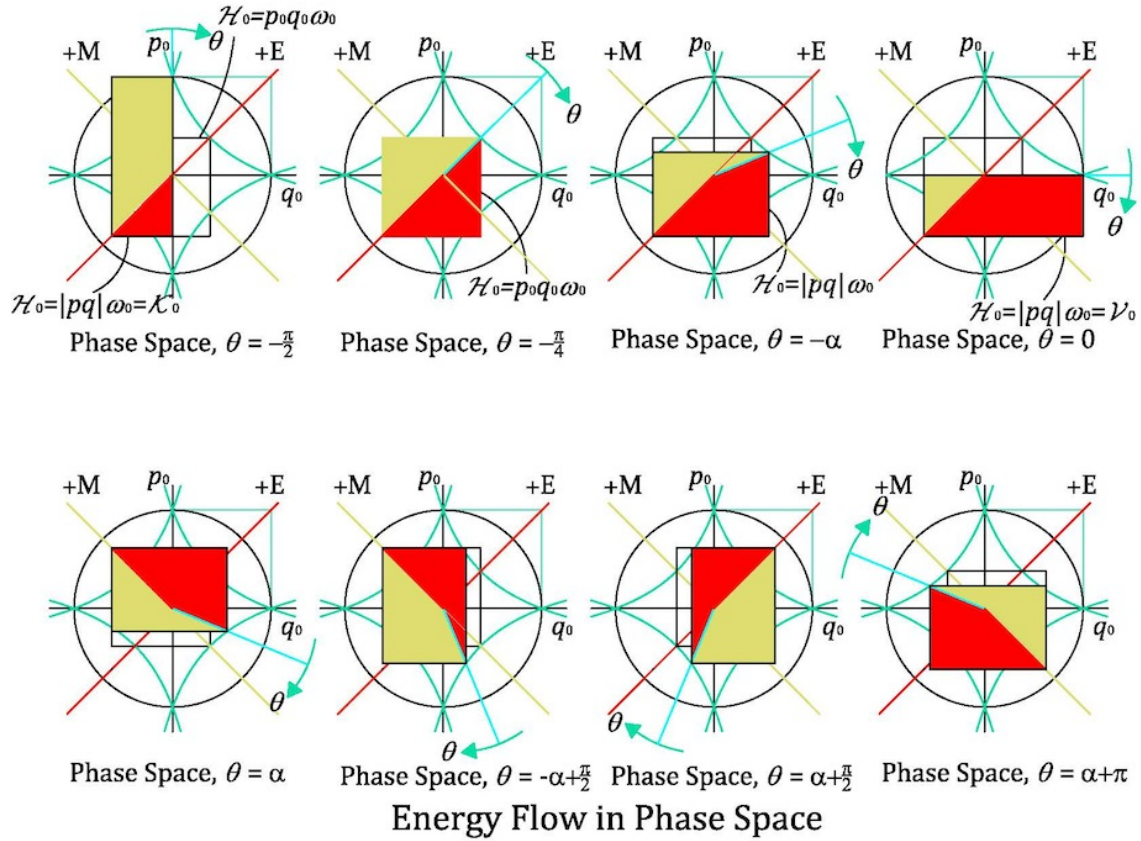 ℋ₀=p₀q₀ω₀
+M p₀ θ +E
q₀
ℋ₀=|pq|ω₀=𝒦₀
Phase Space, θ = −π/2
+M p₀ +E
θ
q₀
ℋ₀=p₀q₀ω₀
Phase Space, θ = −π/4
+M p₀ +E
θ
q₀
ℋ₀=|pq|ω₀
Phase Space, θ = −α
+M p₀ +E
q₀
θ
ℋ₀=|pq|ω₀=𝒱₀
Phase Space, θ = 0
+M p₀ +E
q₀
θ
Phase Space, θ = α
+M p₀ +E
q₀
θ
Phase Space, θ = -α+π/2
+M p₀ +E
q₀
θ
Phase Space, θ = α+π/2
+M p₀ +E
θ
q₀
Phase Space, θ = α+π
Energy Flow in Phase Space